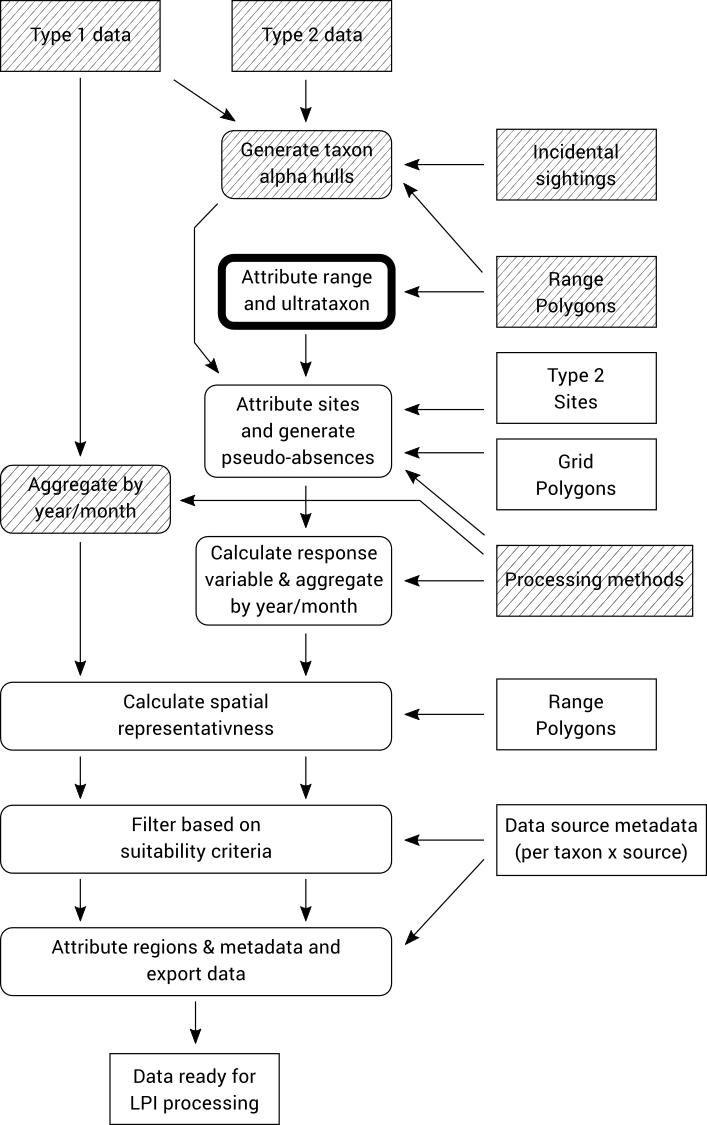 Type 1 data
Type 2 data
Generate taxon
alpha hulls
Incidental
sightings
Attribute range
and ultrataxon
Range
Polygons
Type 2
Sites
Attribute sites
and generate
pseudo-absences
Grid
Polygons
Aggregate by
year/month
Calculate response
variable & aggregate
by year/month
Processing methods
Calculate spatial
representativness
Range
Polygons
Filter based on
suitability criteria
Data source metadata
(per taxon x source)
Attribute regions & metadata and
export data
Data ready for
LPI processing